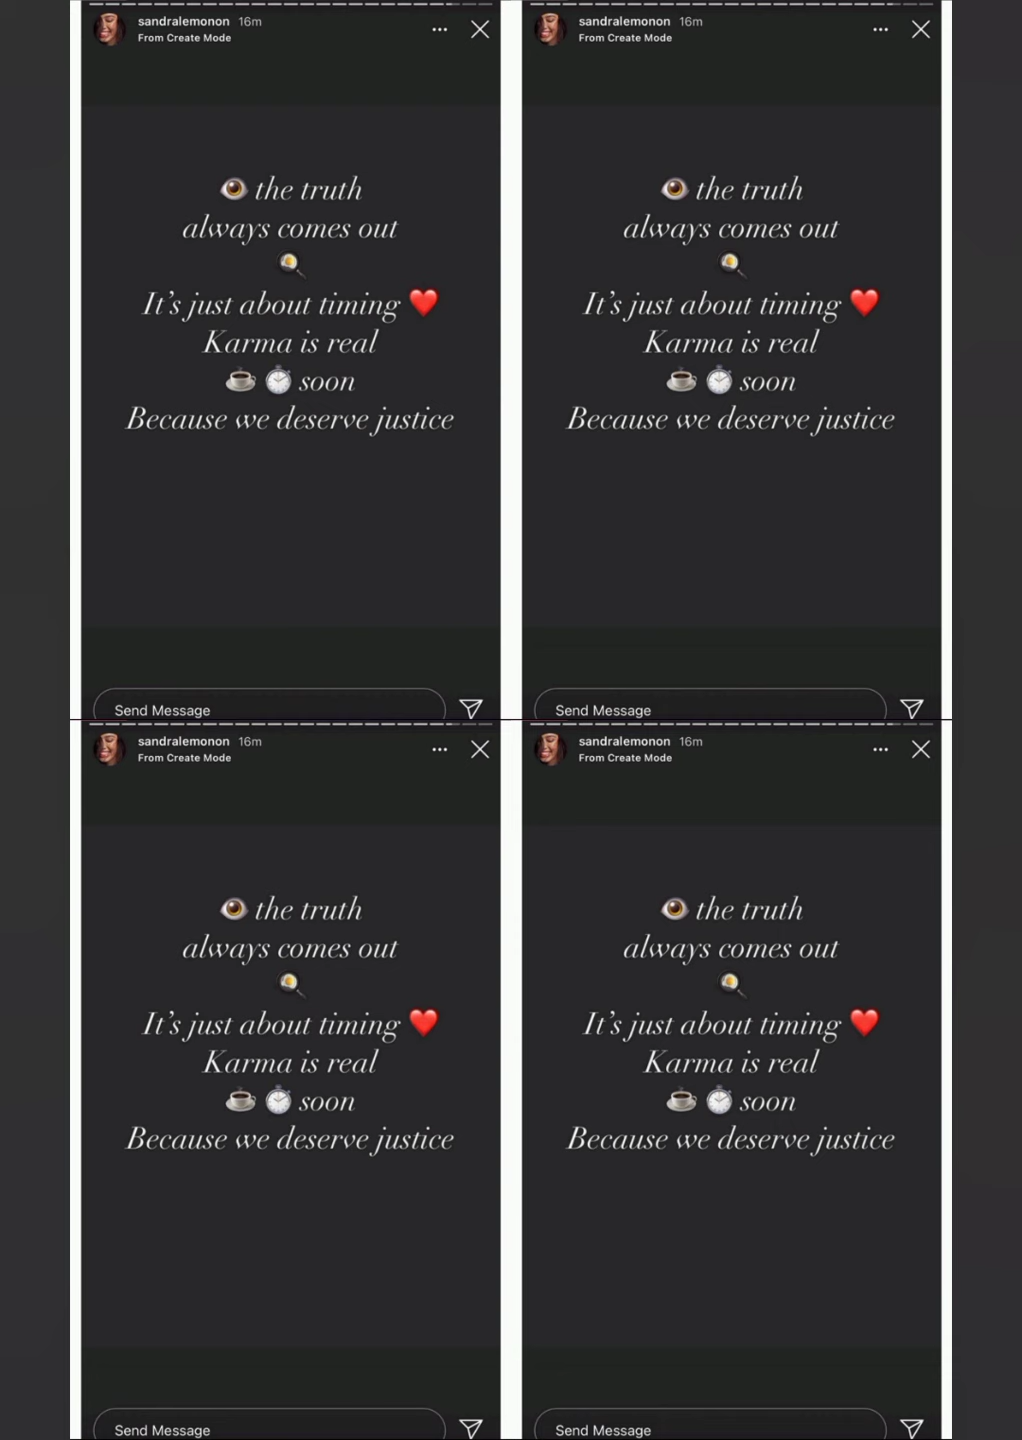 sandralemonon 16m
From Create Mode
👁 the truth
always comes out
🍳
It's just about timing ❤️
Karma is real
☕ ⏱ soon
Because we deserve justice
Send Message
sandralemonon 16m
From Create Mode
👁 the truth
always comes out
🍳
It's just about timing ❤️
Karma is real
☕ ⏱ soon
Because we deserve justice
Send Message
sandralemonon 16m
From Create Mode
👁 the truth
always comes out
🍳
It's just about timing ❤️
Karma is real
☕ ⏱ soon
Because we deserve justice
Send Message
sandralemonon 16m
From Create Mode
👁 the truth
always comes out
🍳
It's just about timing ❤️
Karma is real
☕ ⏱ soon
Because we deserve justice
Send Message